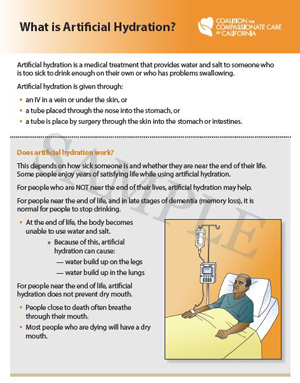 What is Artificial Hydration?
COALITION FOR
COMPASSIONATE CARE
OF CALIFORNIA
Artificial hydration is a medical treatment that provides water and salt to someone who
is too sick to drink enough on their own or who has problems swallowing.
Artificial hydration is given through:
• an IV in a vein or under the skin, or
• a tube placed through the nose into the stomach, or
• a tube is place by surgery through the skin into the stomach or intestines.
SAMPLE
Does artificial hydration work?
This depends on how sick someone is and whether they are near the end of their life.
Some people enjoy years of satisfying life while using artificial hydration.
For people who are NOT near the end of their lives, artificial hydration may help.
For people near the end of life, and in late stages of dementia (memory loss), it is
normal for people to stop drinking.
• At the end of life, the body becomes
unable to use water and salt.
» Because of this, artificial
hydration can cause:
— water build up on the legs
— water build up in the lungs
For people near the end of life, artificial
hydration does not prevent dry mouth.
• People close to death often breathe
through their mouth.
• Most people who are dying will have a dry
mouth.